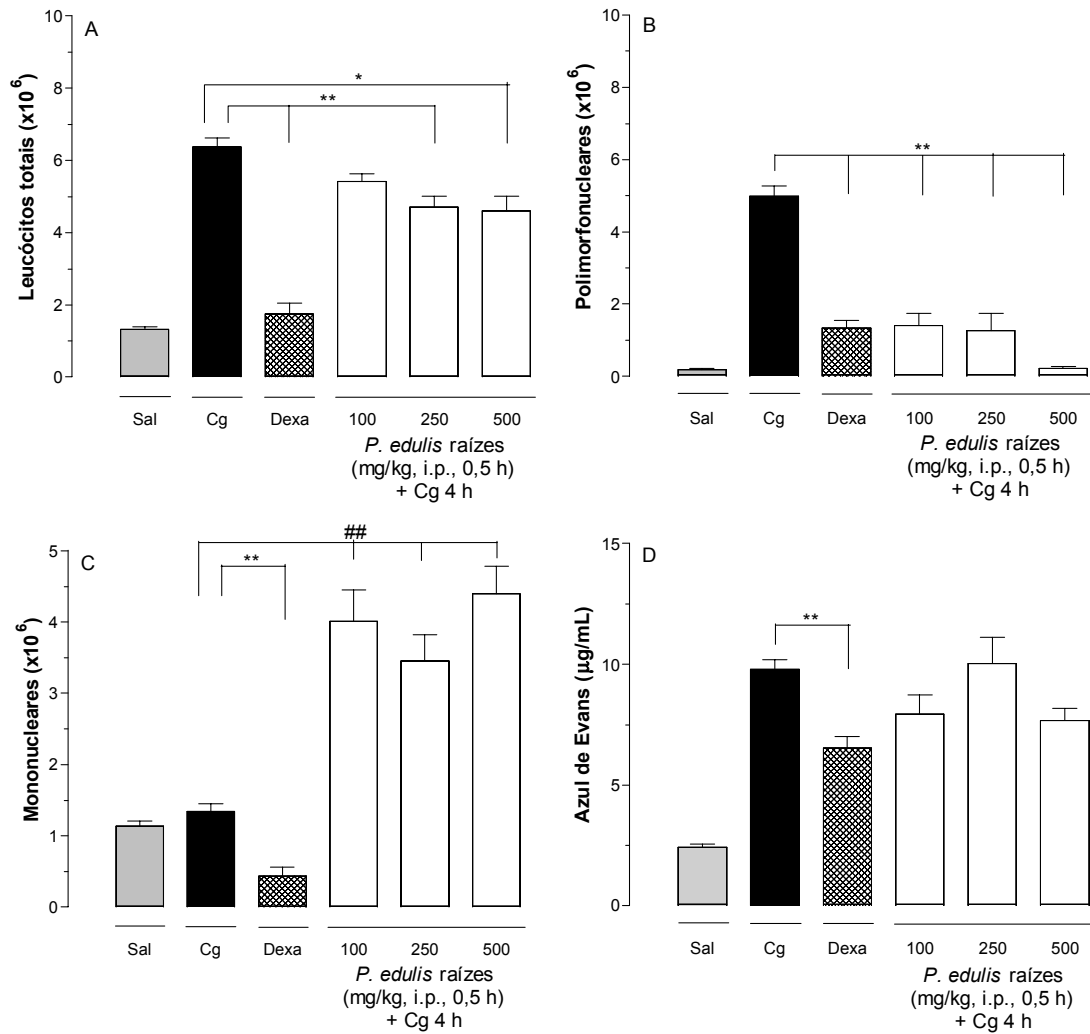 A
Leucócitos totais (x10⁶)
10
8
6
4
2
0
*
**
Sal Cg Dexa 100 250 500
P. edulis raízes
(mg/kg, i.p., 0,5 h)
+ Cg 4 h
B
Polimorfonucleares (x10⁶)
10
8
6
4
2
0
**
Sal Cg Dexa 100 250 500
P. edulis raízes
(mg/kg, i.p., 0,5 h)
+ Cg 4 h
C
Mononucleares (x10⁶)
5
4
3
2
1
0
##
**
Sal Cg Dexa 100 250 500
P. edulis raízes
(mg/kg, i.p., 0,5 h)
+ Cg 4 h
D
Azul de Evans (µg/mL)
15
10
5
0
**
Sal Cg Dexa 100 250 500
P. edulis raízes
(mg/kg, i.p., 0,5 h)
+ Cg 4 h